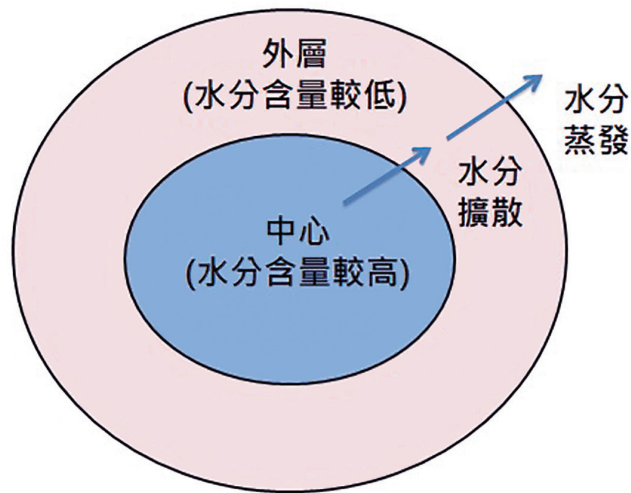 外層
(水分含量較低)
水分
蒸發
水分
擴散
中心
(水分含量較高)